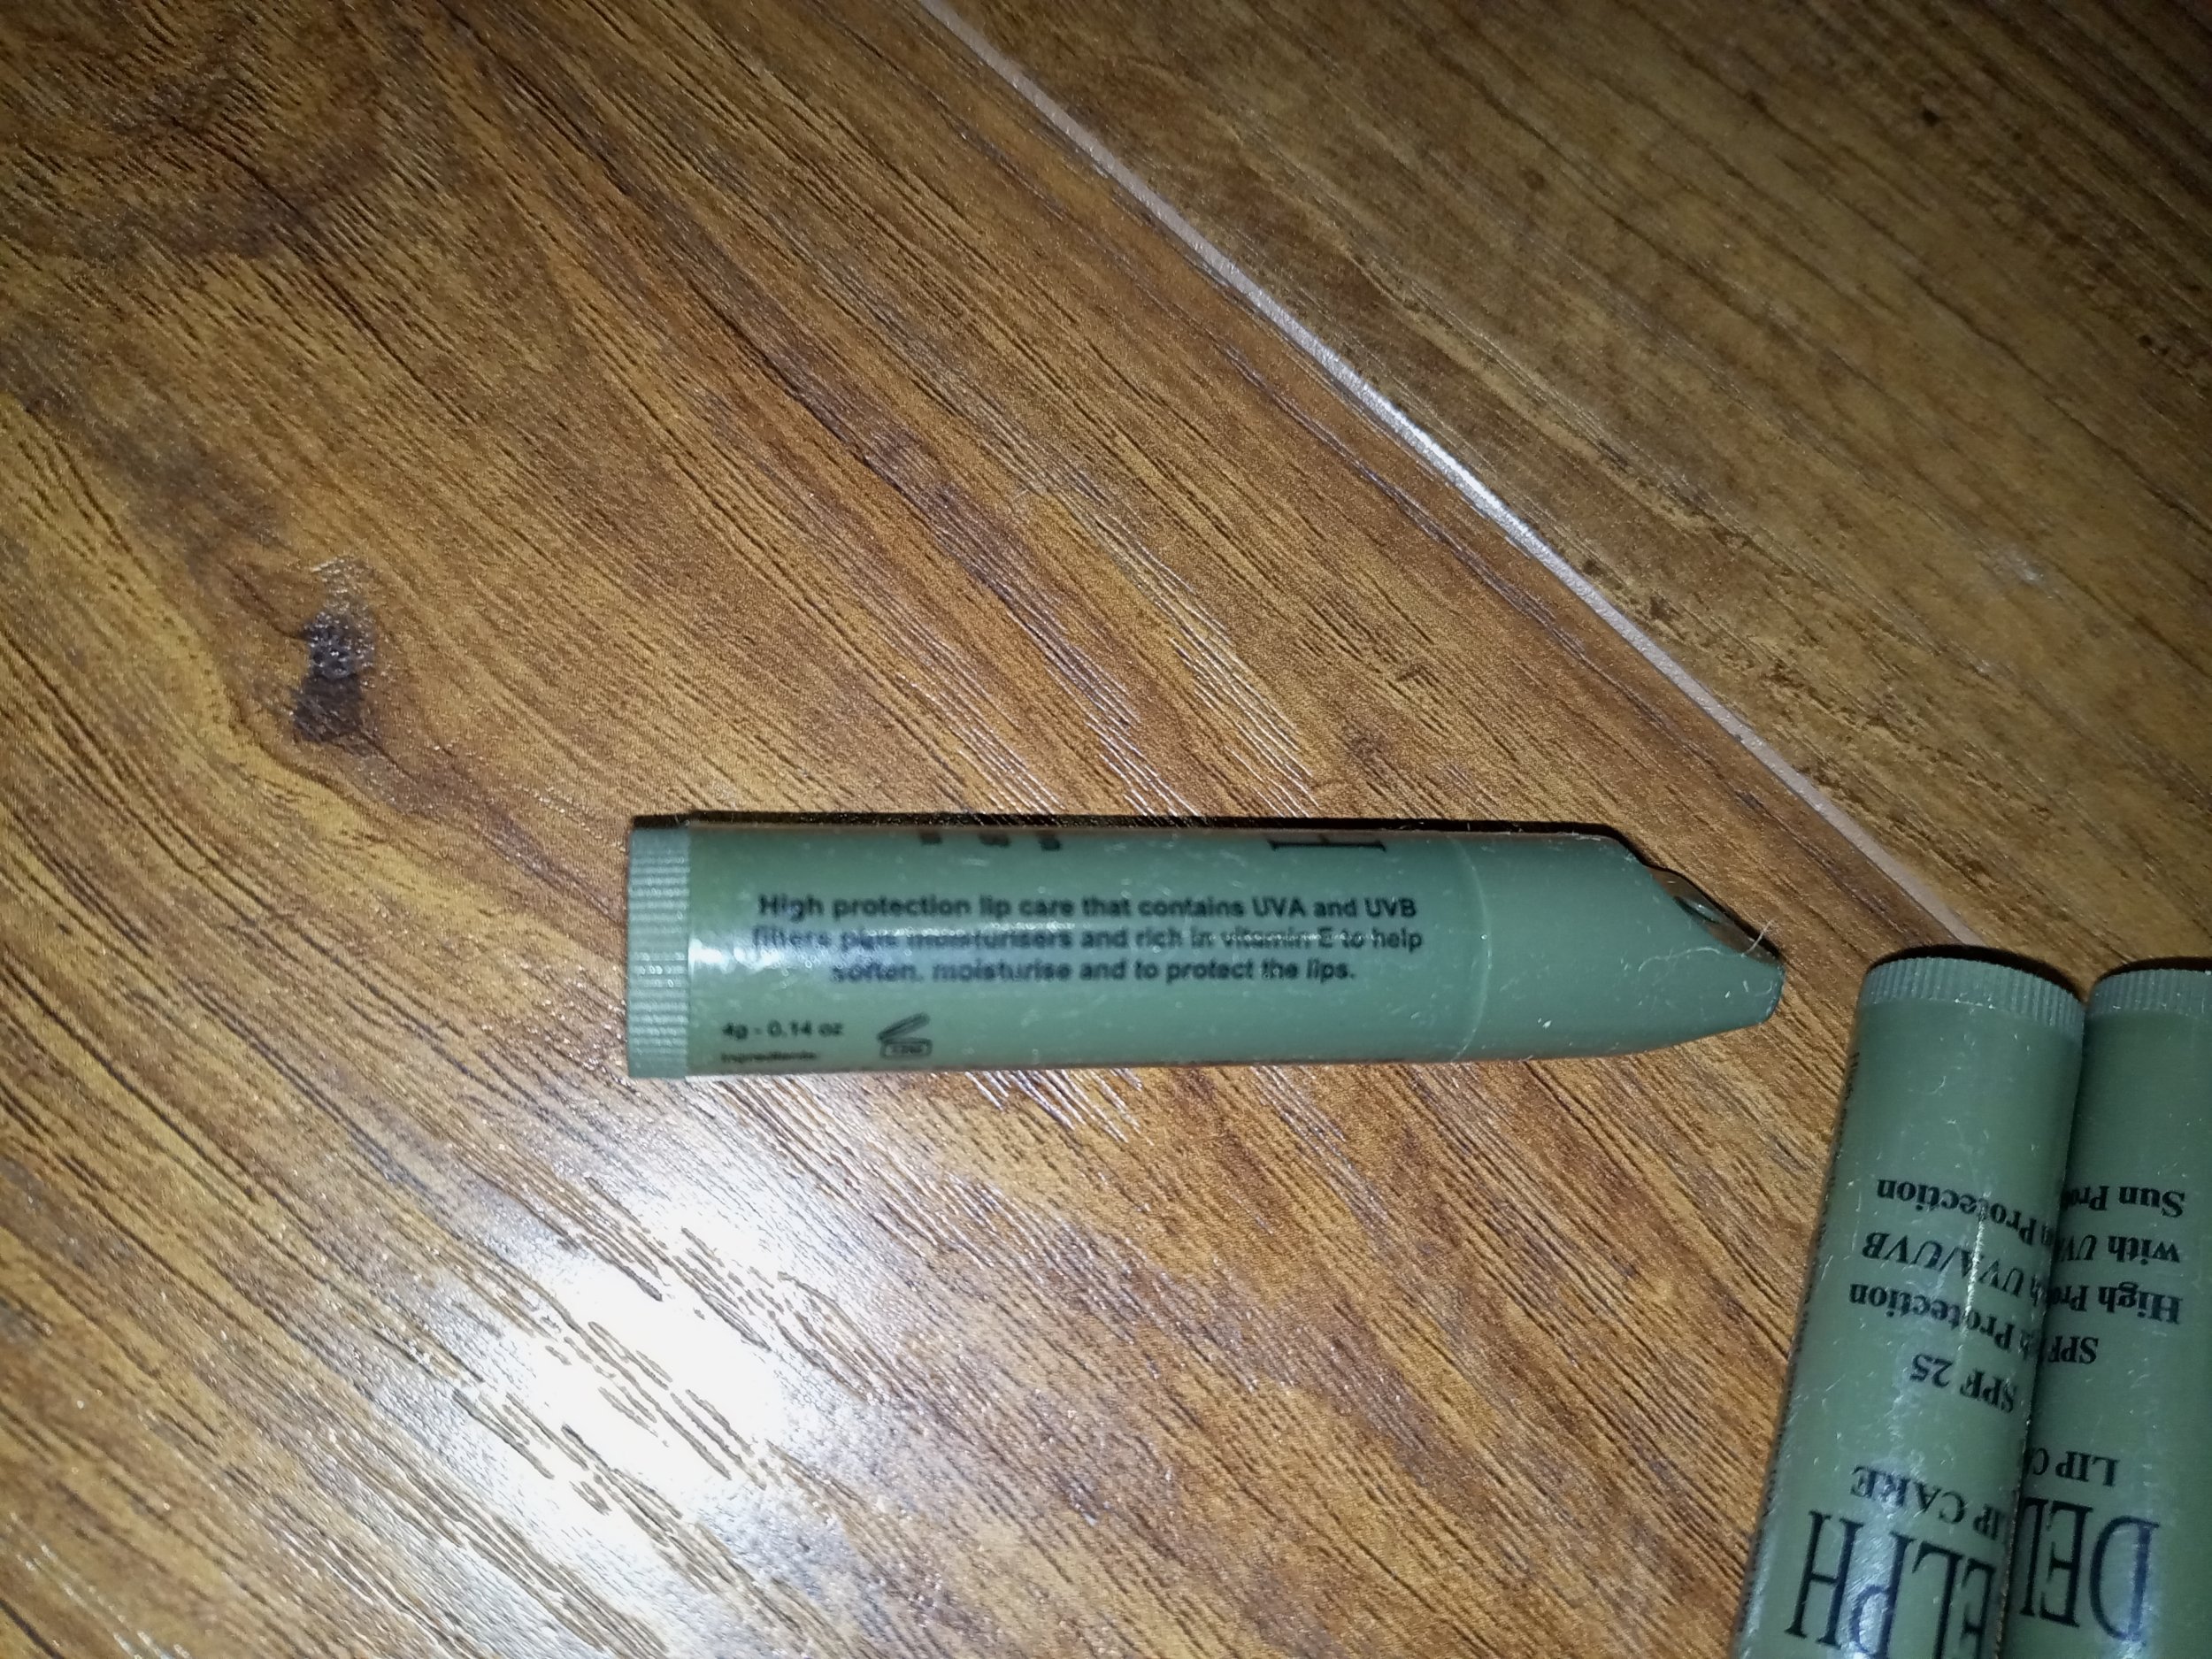 High protection lip care that contains UVA and UVB
filters plus moisturisers and rich in vitamin E to help
soften, moisturise and to protect the lips.
4g - 0.14 oz
Ingredients:
ELPH
LIP CARE
SPF 25
h Protection
h UVA/UVB
n Protection
DEL
LIP C
SPF
High Pro
with UV
Sun Pro